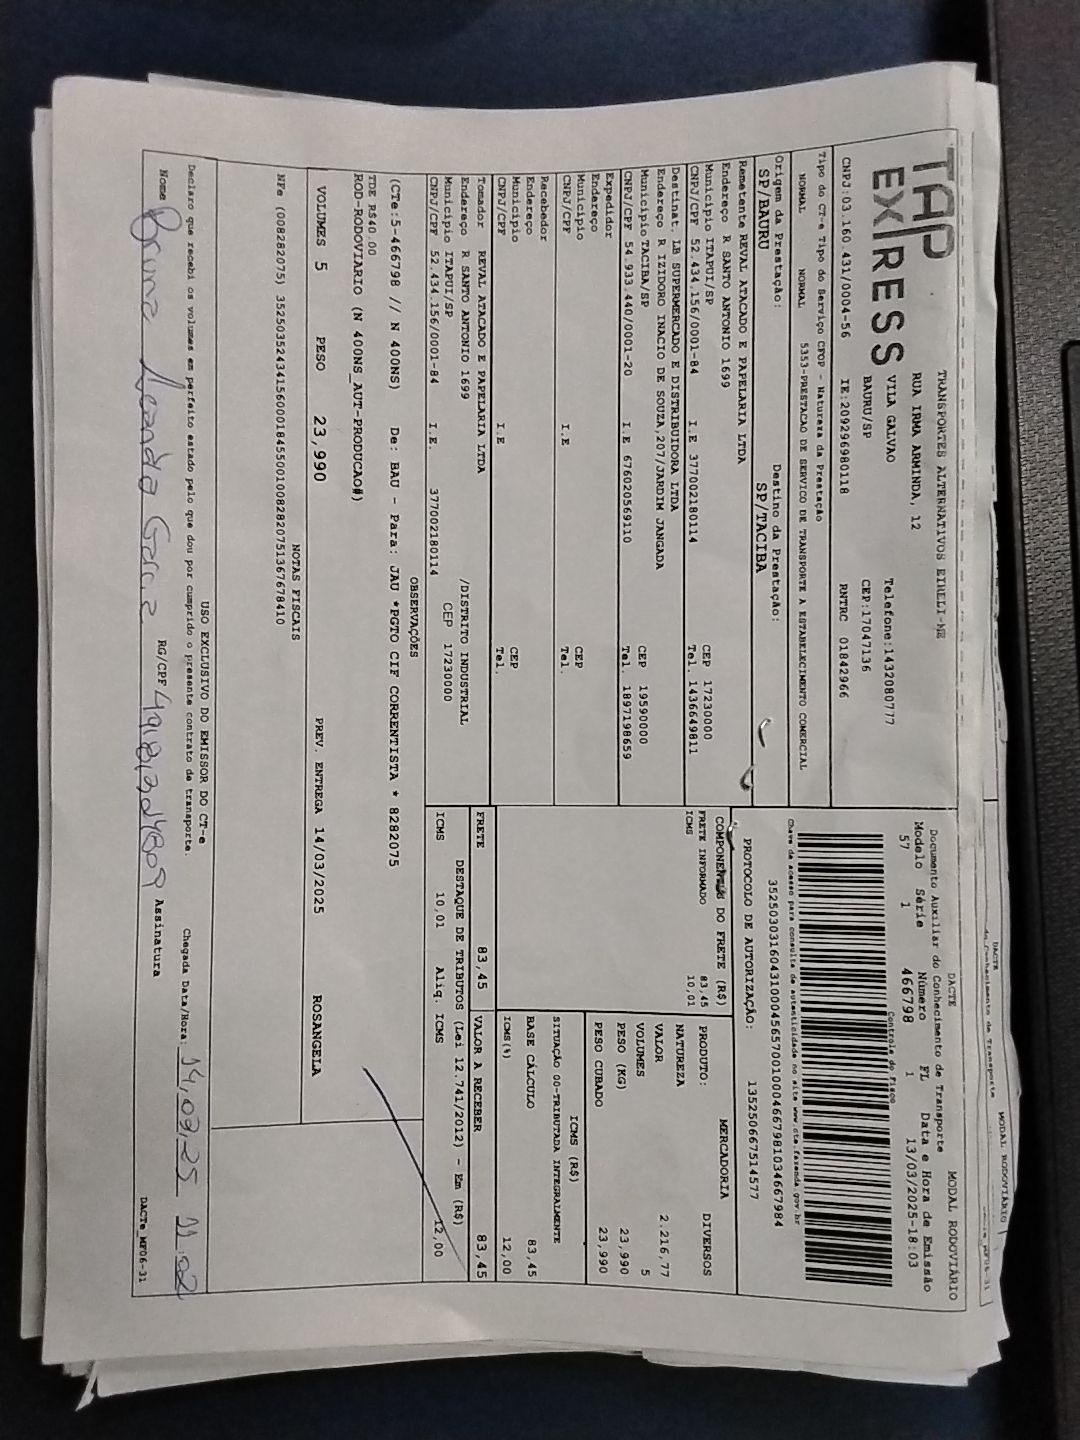 TAP EXPRESS
TRANSPORTES ALTERNATIVOS EIRELI-ME
RUA IRMA ARMINDA, 12
Telefone:1432080777
VILA GALVAO
CEP:17047136
BAURU/SP
CNPJ:03.160.431/0004-56 IE:209296980118 RNTRC 01842966
Tipo do CT-e Tipo do Serviço CFOP - Natureza da Prestação
NORMAL NORMAL 5353-PRESTACAO DE SERVICO DE TRANSPORTE A ESTABELECIMENTO COMERCIAL
Origem da Prestação: Destino da Prestação:
SP/BAURU SP/TACIBA
DACTE MODAL RODOVIÁRIO
Documento Auxiliar do Conhecimento de Transporte
Modelo Série Número FL Data e Hora de Emissão
57 1 466798 1 13/03/2025-18:03
Controle do Fisco
Chave de acesso para consulta de autenticidade no site www.cte.fazenda.gov.br
35250303160431000456570010004667981034667984
PROTOCOLO DE AUTORIZAÇÃO: 135250667514577
Remetente REVAL ATACADO E PAPELARIA LTDA
Endereço R SANTO ANTONIO 1699
Município ITAPUI/SP CEP 17230000
CNPJ/CPF 52.434.156/0001-84 I.E 377002180114 Tel. 1436649811
Destinat. LB SUPERMERCADO E DISTRIBUIDORA LTDA
Endereço R IZIDORO INACIO DE SOUZA,207/JARDIM JANGADA
Município TACIBA/SP CEP 19590000
CNPJ/CPF 54.933.440/0001-20 I.E 676020569110 Tel. 1897198659
Expedidor
Endereço
Município CEP
CNPJ/CPF I.E Tel.
Recebedor
Endereço
Município CEP
CNPJ/CPF I.E Tel.
Tomador REVAL ATACADO E PAPELARIA LTDA
Endereço R SANTO ANTONIO 1699 /DISTRITO INDUSTRIAL
Município ITAPUI/SP CEP 17230000
CNPJ/CPF 52.434.156/0001-84 I.E. 377002180114
COMPONENTES DO FRETE (R$)
FRETE INFORMADO 83,45
ICMS 10,01
PRODUTO: MERCADORIA
NATUREZA DIVERSOS
VALOR 2.216,77
VOLUMES 5
PESO (KG) 23,990
PESO CUBADO 23,990
ICMS (R$)
SITUAÇÃO 00-TRIBUTADA INTEGRALMENTE
BASE CÁLCULO 83,45
ICMS(%) 12,00
FRETE 83,45 VALOR A RECEBER 83,45
DESTAQUE DE TRIBUTOS (Lei 12.741/2012) - Em (R$)
ICMS 10,01 Aliq. ICMS 12,00
OBSERVAÇÕES
(CTe:5-466798 // N 400NS) De: BAU - Para: JAU *PGTO CIF CORRENTISTA * 8282075
TDE R$40.00
ROD-RODOVIARIO (N 400NS_AUT-PRODUCAO#)
VOLUMES 5 PESO 23,990 PREV. ENTREGA 14/03/2025 ROSANGELA
NOTAS FISCAIS
NFe (008282075) 35250352434156000184550010082820751367678410
USO EXCLUSIVO DO EMISSOR DO CT-e
Declaro que recebi os volumes em perfeito estado pelo que dou por cumprido o presente contrato de transporte. Chegada Data/Hora: 14/03/25 11:02
Nome RG/CPF Assinatura
DACTe_MF06-31